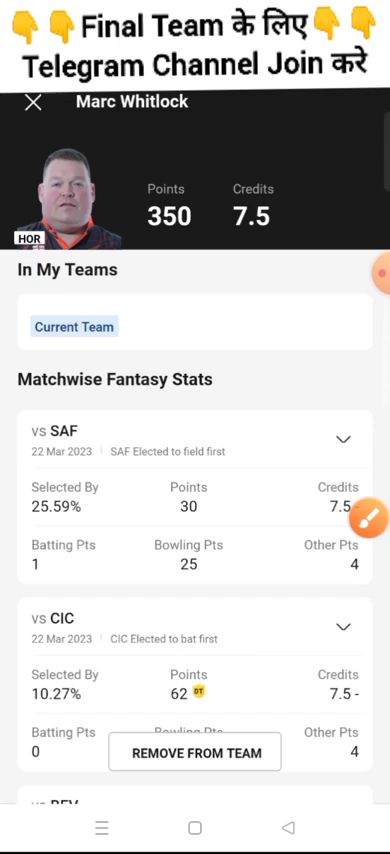 👇👇Final Team के लिए👇👇
Telegram Channel Join करे
Marc Whitlock
Points Credits
350 7.5
HOR
In My Teams
Current Team
Matchwise Fantasy Stats
vs SAF
22 Mar 2023 | SAF Elected to field first
Selected By Points Credits
25.59% 30 7.5
Batting Pts Bowling Pts Other Pts
1 25 4
vs CIC
22 Mar 2023 | CIC Elected to bat first
Selected By Points Credits
10.27% 62 DT 7.5 -
Batting Pts Bowling Pts Other Pts
0 4
REMOVE FROM TEAM